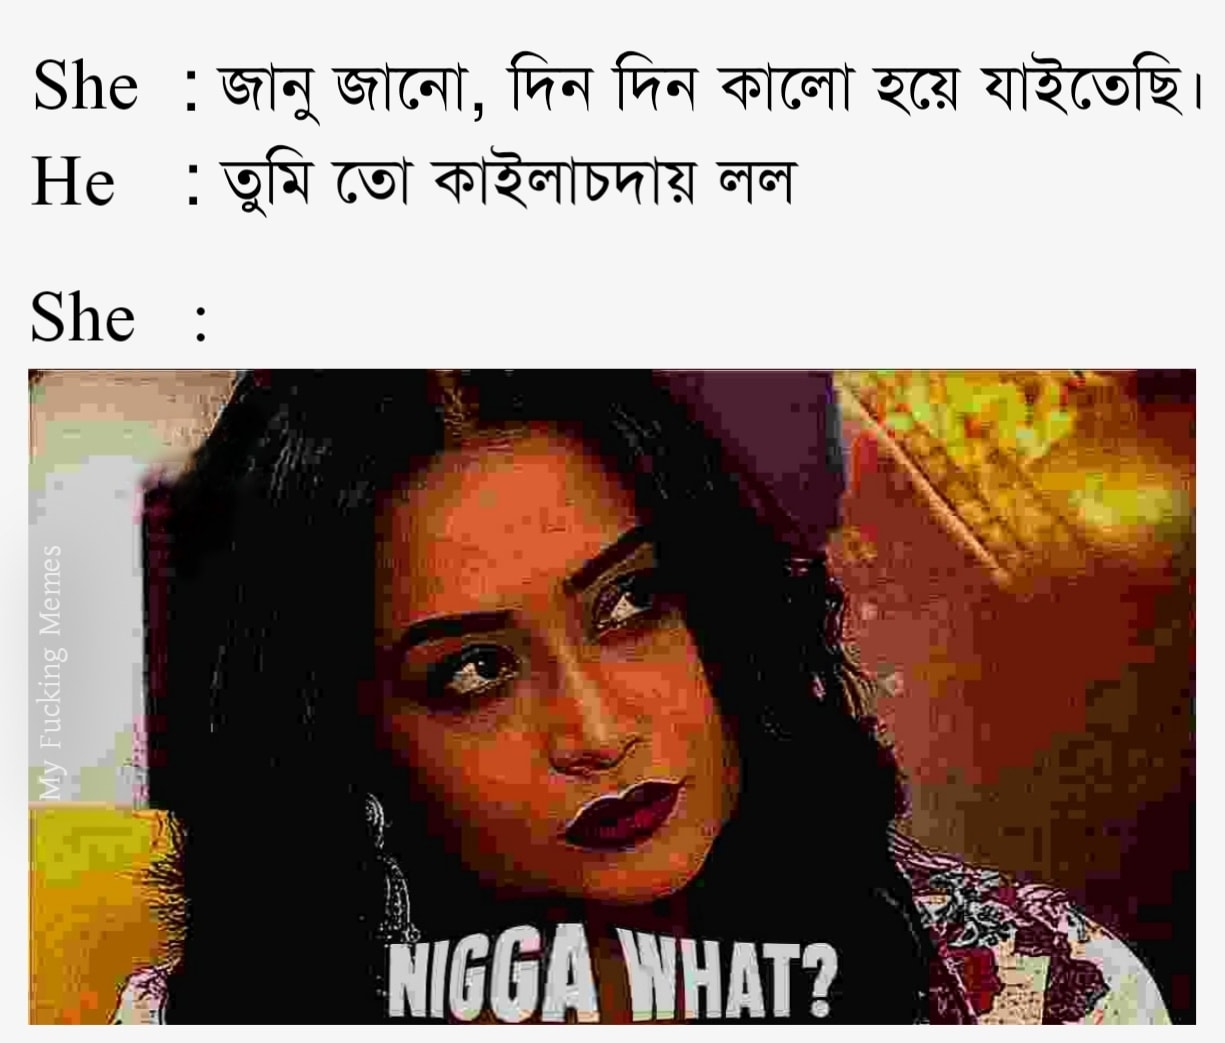 She : জানু জানো, দিন দিন কালো হয়ে যাইতেছি।
He : তুমি তো কাইলাচদায় লল
She :
My Fucking Memes
NIGGA WHAT?